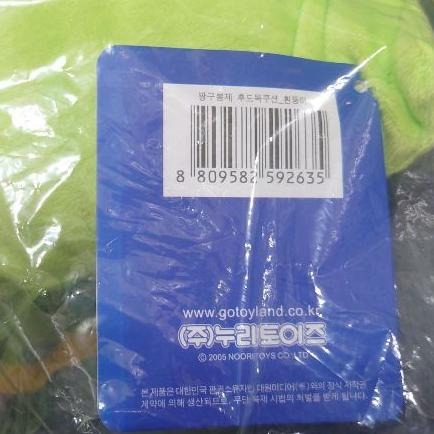 짱구봉제 후드목쿠션_흰둥이
8 809582 592635
www.gotoyland.co.kr
(주)누리토이즈
© 2005 NOORITOYS CO. LTD.
본 제품은 대한민국 판권소유자인 대원미디어(주)와의 정식 저작권
계약에 의해 생산되므로, 무단 복제 시법의 처벌을 받게 됩니다.